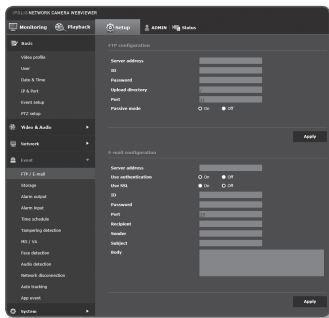 iPOLiS NETWORK CAMERA WEBVIEWER
Monitoring Playback Setup ADMIN Status
Basic
Video profile
User
Date & Time
IP & Port
Event setup
PTZ setup
Video & Audio
Network
Event
FTP / E-mail
Storage
Alarm output
Alarm input
Time schedule
Tampering detection
MD / VA
Face detection
Audio detection
Network disconnection
Auto tracking
App event
System
FTP configuration
Server address
ID
Password
Upload directory
Port
Passive mode On Off
Apply
E-mail configuration
Server address
Use authentication On Off
Use SSL On Off
ID
Password
Port
Recipient
Sender
Subject
Body
Apply